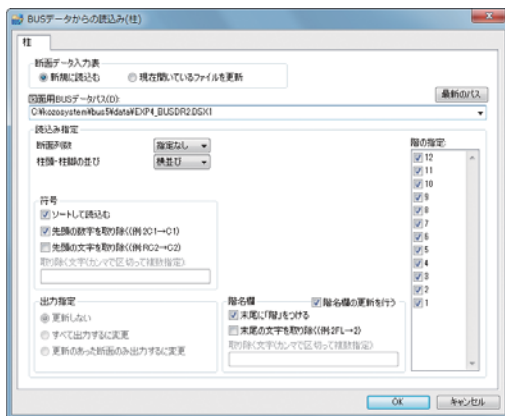 BUSデータからの読込み(柱)
柱
断面データ入力表
新規に読込む
現在開いているファイルを更新
図面用BUSデータパス(D):
最新のパス
C:¥kozosystem¥bus5¥data¥EXP4_BUSDR2.DSX1
読込み指定
断面列数
指定なし
柱頭・柱脚の並び
横並び
階の指定
12
11
10
9
8
7
6
5
4
3
2
1
符号
ソートして読込む
先頭の数字を取り除く(例:2C1→C1)
先頭の文字を取り除く(例:RC2→C2)
取り除く文字(カンマで区切って複数指定):
出力指定
更新しない
すべて出力するに変更
更新のあった断面のみ出力するに変更
階名欄
階名欄の更新を行う
末尾に「階」をつける
末尾の文字を取り除く(例:2FL→2)
取り除く文字(カンマで区切って複数指定):
OK
キャンセル